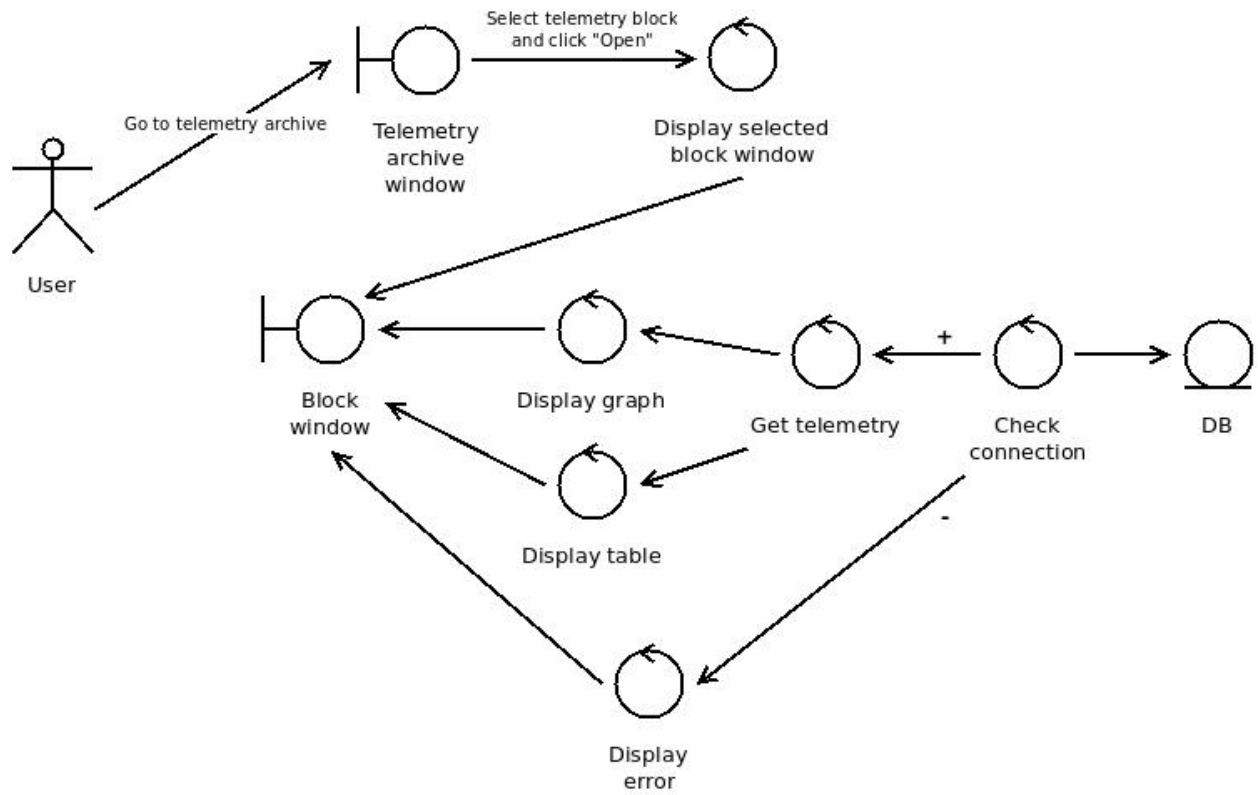 Select telemetry block
and click "Open"
Go to telemetry archive
Telemetry
archive
window
Display selected
block window
User
+
Block
window
Display graph
Get telemetry
Check
connection
DB
-
Display table
Display
error